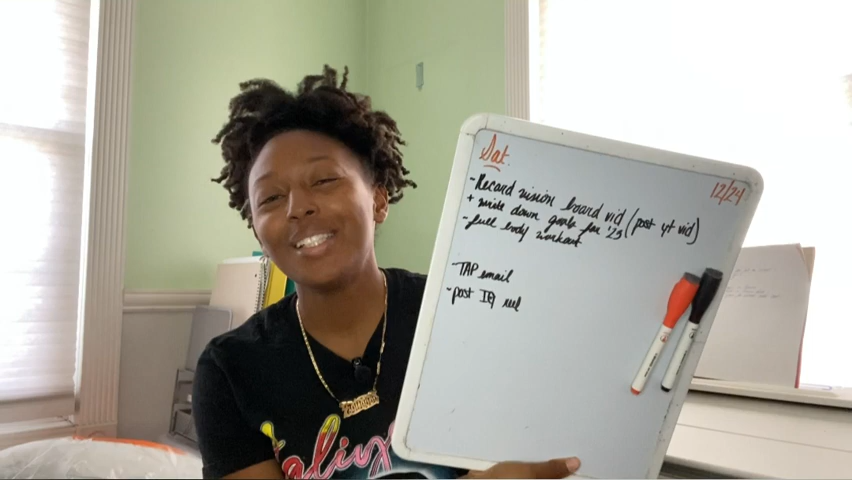 Sat.
12/24
-Record vision board vid (post yt vid)
+ write down goals for '23
-full body workout
TAP email
-post IG reel